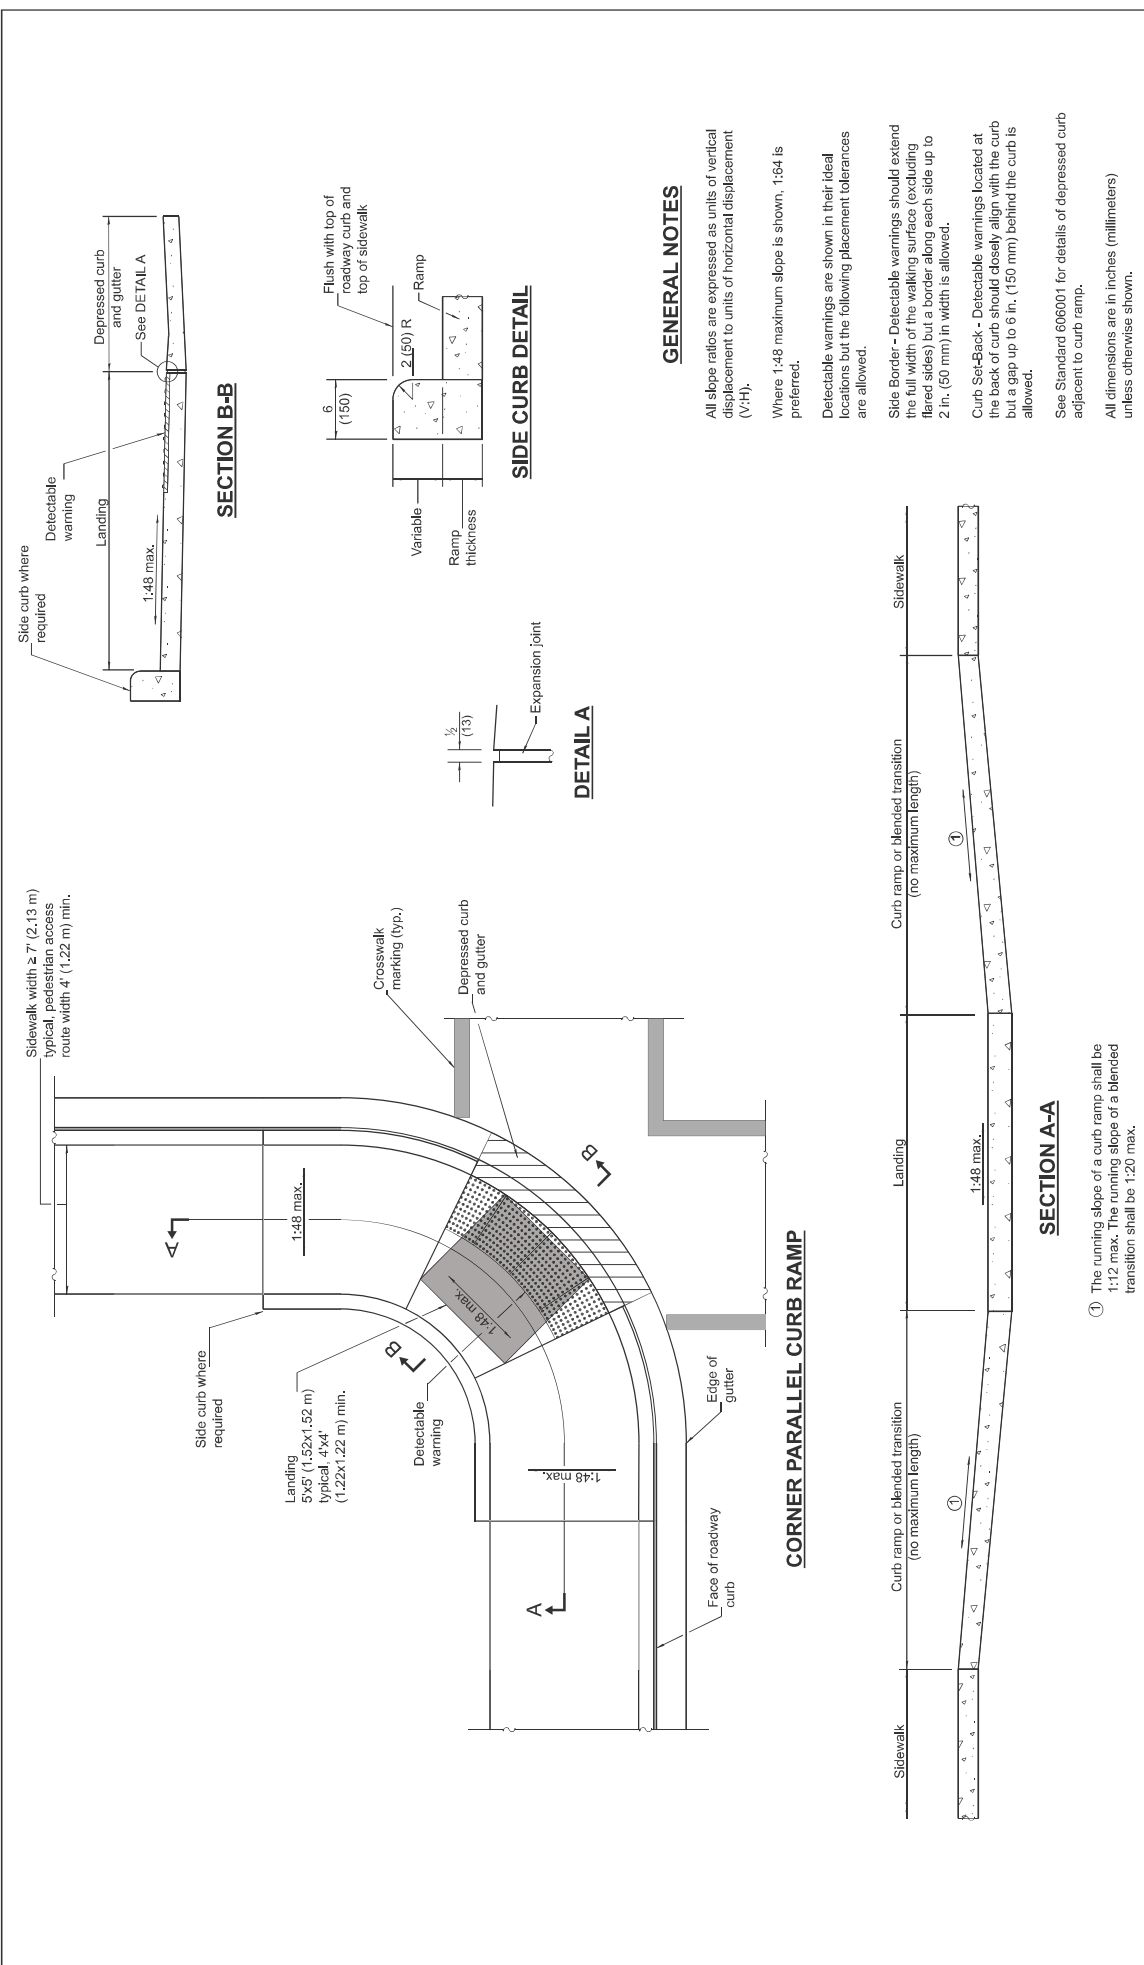 Sidewalk width ≥ 7' (2.13 m)
typical, pedestrian access
route width 4' (1.22 m) min.
Side curb where
required
Landing
5'x5' (1.52x1.52 m)
typical, 4'x4'
(1.22x1.22 m) min.
Detectable
warning
Crosswalk
marking (typ.)
Depressed curb
and gutter
A
1:48 max.
B
1:48 max.
1:48 max.
B
1:48 max.
A
Edge of
gutter
Face of roadway
curb
CORNER PARALLEL CURB RAMP
Side curb where
required
Detectable
warning
Landing
1:48 max.
Depressed curb
and gutter
See DETAIL A
SECTION B-B
½
(13)
Expansion joint
DETAIL A
6
(150)
2 (50) R
Flush with top of
roadway curb and
top of sidewalk
Ramp
Variable
Ramp
thickness
SIDE CURB DETAIL
Sidewalk
Curb ramp or blended transition
(no maximum length)
①
Landing
1:48 max.
Curb ramp or blended transition
(no maximum length)
①
Sidewalk
SECTION A-A
① The running slope of a curb ramp shall be
1:12 max. The running slope of a blended
transition shall be 1:20 max.
GENERAL NOTES
All slope ratios are expressed as units of vertical
displacement to units of horizontal displacement
(V:H).
Where 1:48 maximum slope is shown, 1:64 is
preferred.
Detectable warnings are shown in their ideal
locations but the following placement tolerances
are allowed.
Side Border - Detectable warnings should extend
the full width of the walking surface (excluding
flared sides) but a border along each side up to
2 in. (50 mm) in width is allowed.
Curb Set-Back - Detectable warnings located at
the back of curb should closely align with the curb
but a gap up to 6 in. (150 mm) behind the curb is
allowed.
See Standard 606001 for details of depressed curb
adjacent to curb ramp.
All dimensions are in inches (millimeters)
unless otherwise shown.